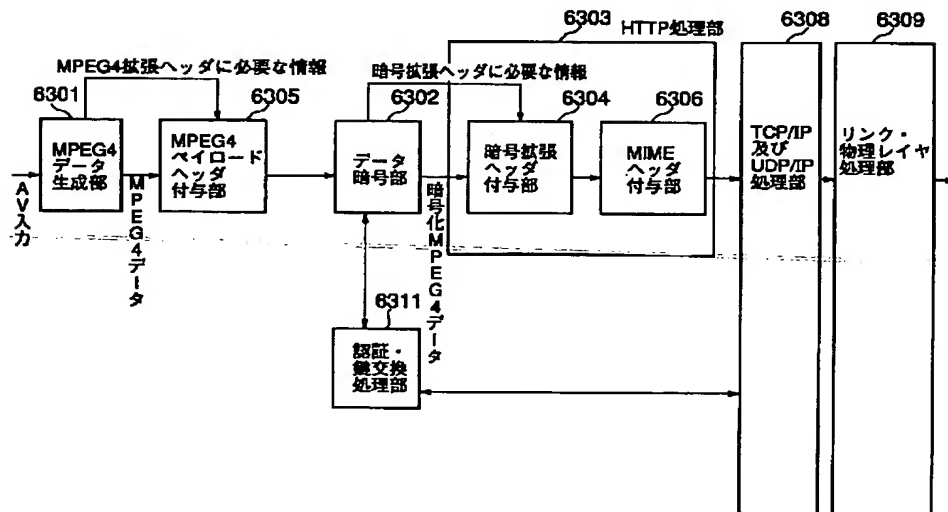 6303
HTTP処理部
6308
6309
MPEG4拡張ヘッダに必要な情報
暗号拡張ヘッダに必要な情報
6301
6305
6302
6304
6306
MPEG4
データ
生成部
MPEG4
ペイロード
ヘッダ
付与部
データ
暗号部
暗号拡張
ヘッダ
付与部
MIME
ヘッダ
付与部
TCP/IP
及び
UDP/IP
処理部
リンク・
物理レイヤ
処理部
AV入力
MPEG4データ
暗号化MPEG4データ
6311
認証・
鍵交換
処理部